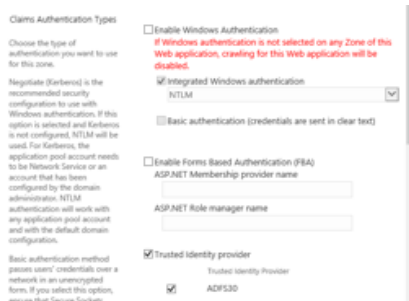 Claims Authentication Types
Choose the type of
authentication you want to use
for this zone.
Negotiate (Kerberos) is the
recommended security
configuration to use with
Windows authentication. If this
option is selected and Kerberos
is not configured, NTLM will be
used. For Kerberos, the
application pool account needs
to be Network Service or an
account that has been
configured by the domain
administrator. NTLM
authentication will work with
any application pool account
and with the default domain
configuration.
Basic authentication method
passes users' credentials over a
network in an unencrypted
form. If you select this option,
ensure that Secure Sockets
Enable Windows Authentication
If Windows authentication is not selected on any Zone of this
Web application, crawling for this Web application will be
disabled.
Integrated Windows authentication
NTLM
Basic authentication (credentials are sent in clear text)
Enable Forms Based Authentication (FBA)
ASP.NET Membership provider name
ASP.NET Role manager name
Trusted Identity provider
Trusted Identity Provider
ADFS30